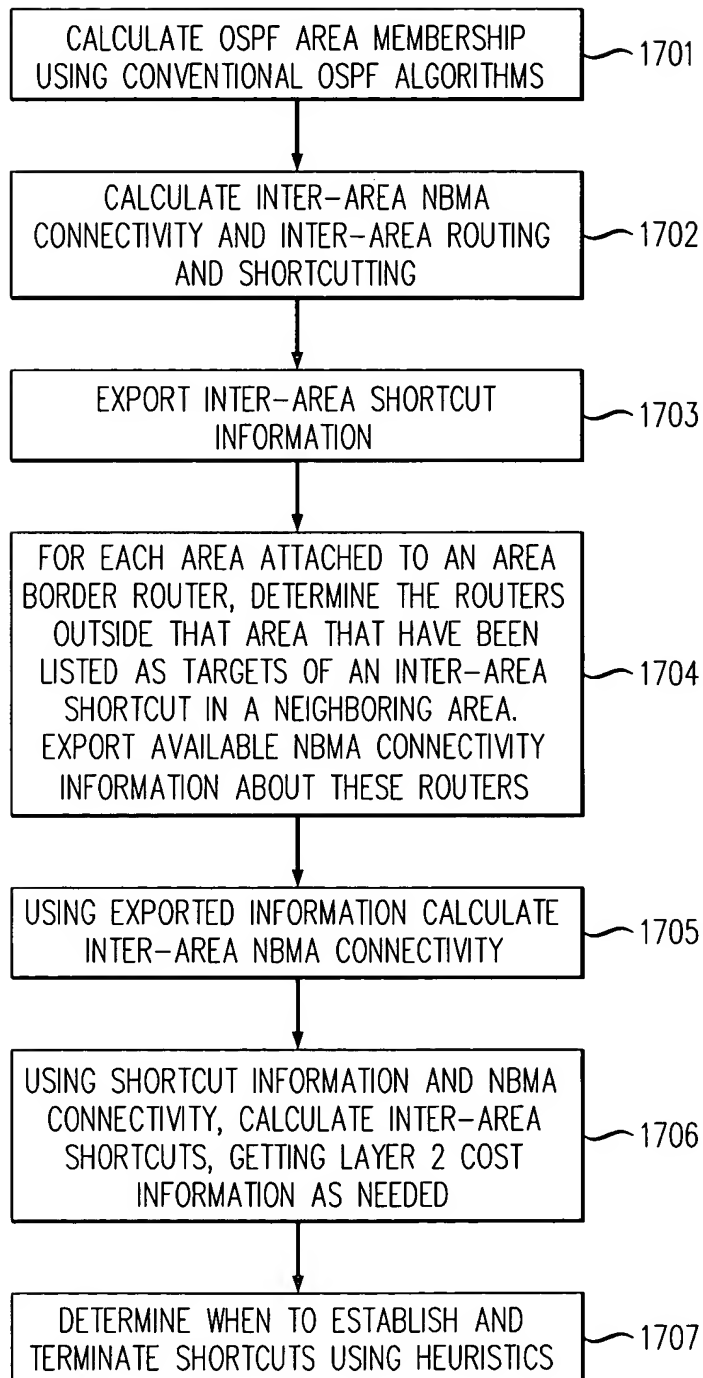 CALCULATE OSPF AREA MEMBERSHIP
USING CONVENTIONAL OSPF ALGORITHMS
1701
CALCULATE INTER-AREA NBMA
CONNECTIVITY AND INTER-AREA ROUTING
AND SHORTCUTTING
1702
EXPORT INTER-AREA SHORTCUT
INFORMATION
1703
FOR EACH AREA ATTACHED TO AN AREA
BORDER ROUTER, DETERMINE THE ROUTERS
OUTSIDE THAT AREA THAT HAVE BEEN
LISTED AS TARGETS OF AN INTER-AREA
SHORTCUT IN A NEIGHBORING AREA.
EXPORT AVAILABLE NBMA CONNECTIVITY
INFORMATION ABOUT THESE ROUTERS
1704
USING EXPORTED INFORMATION CALCULATE
INTER-AREA NBMA CONNECTIVITY
1705
USING SHORTCUT INFORMATION AND NBMA
CONNECTIVITY, CALCULATE INTER-AREA
SHORTCUTS, GETTING LAYER 2 COST
INFORMATION AS NEEDED
1706
DETERMINE WHEN TO ESTABLISH AND
TERMINATE SHORTCUTS USING HEURISTICS
1707